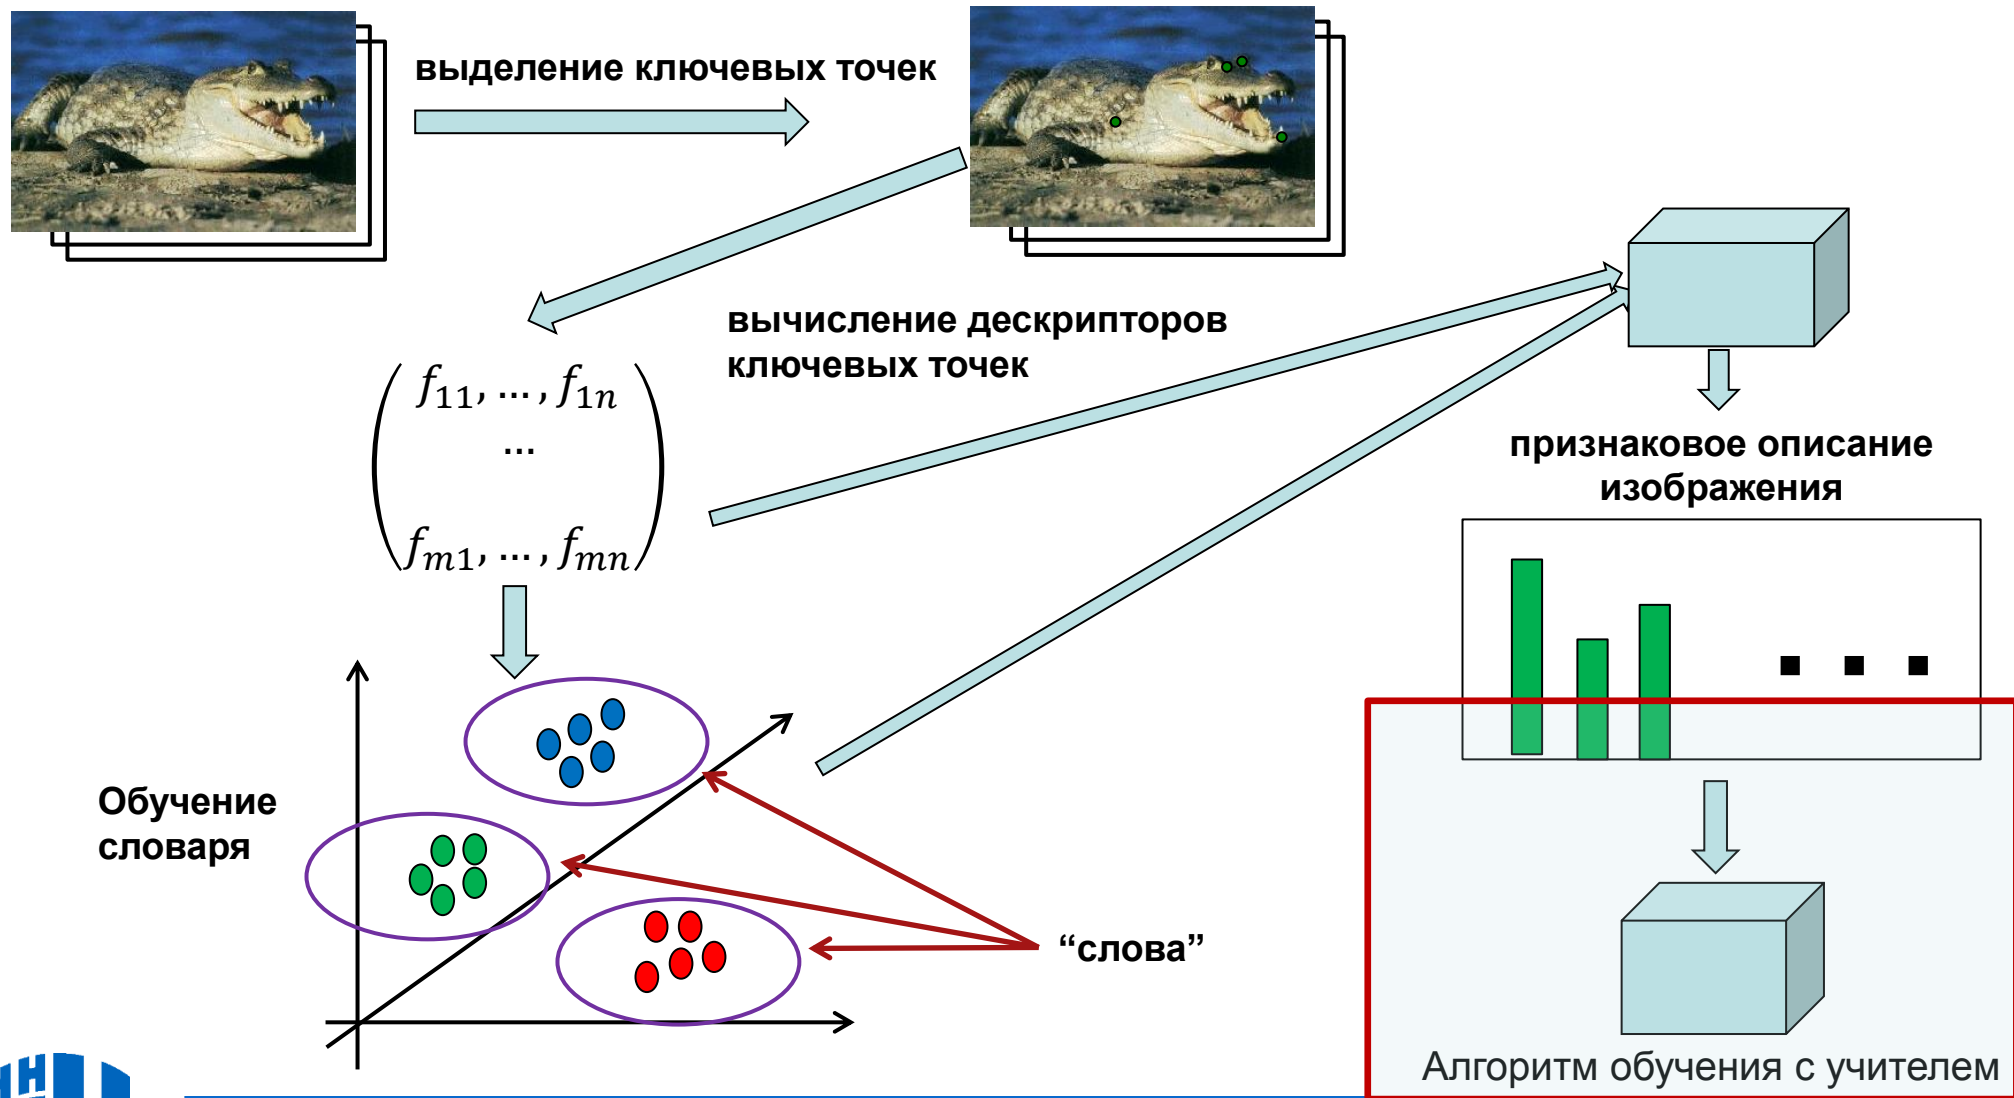 выделение ключевых точек
вычисление дескрипторов
ключевых точек
f₁₁, … , f₁ₙ
…
fₘ₁, … , fₘₙ
признаковое описание
изображения
Обучение
словаря
“слова”
Алгоритм обучения с учителем